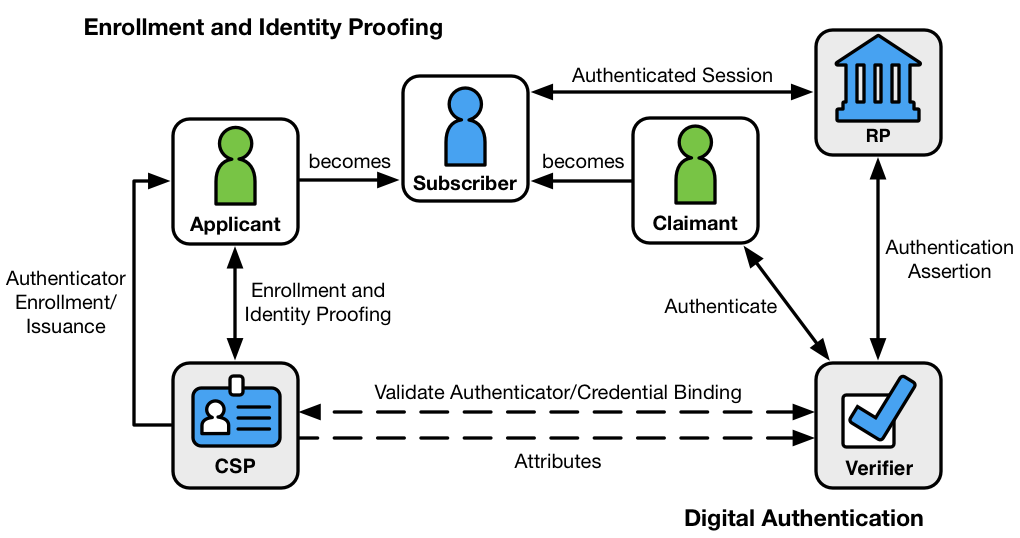 Enrollment and Identity Proofing
Authenticated Session
RP
becomes
Subscriber
becomes
Applicant
Claimant
Authenticator
Enrollment/
Issuance
Enrollment and
Identity Proofing
Authenticate
Authentication
Assertion
Validate Authenticator/Credential Binding
CSP
Attributes
Verifier
Digital Authentication